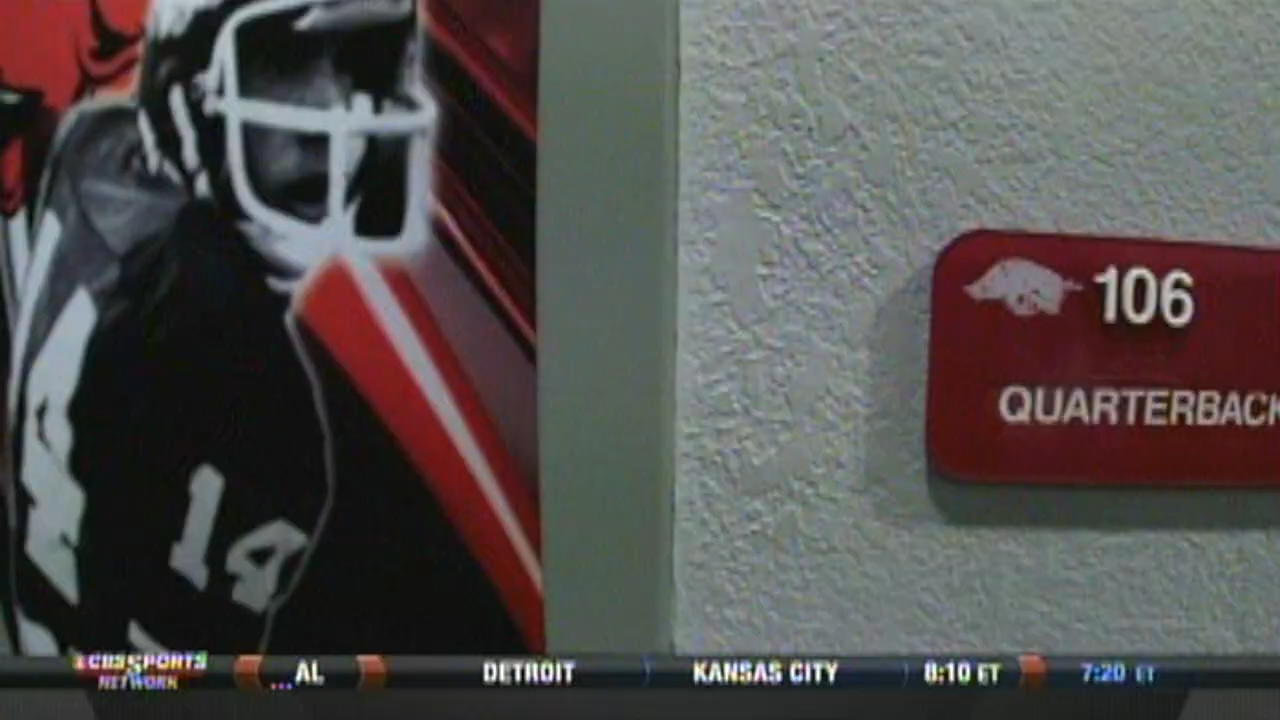 106
QUARTERBACK
14
CBS SPORTS
NETWORK
... AL DETROIT KANSAS CITY 8:10 ET 7:20 ET